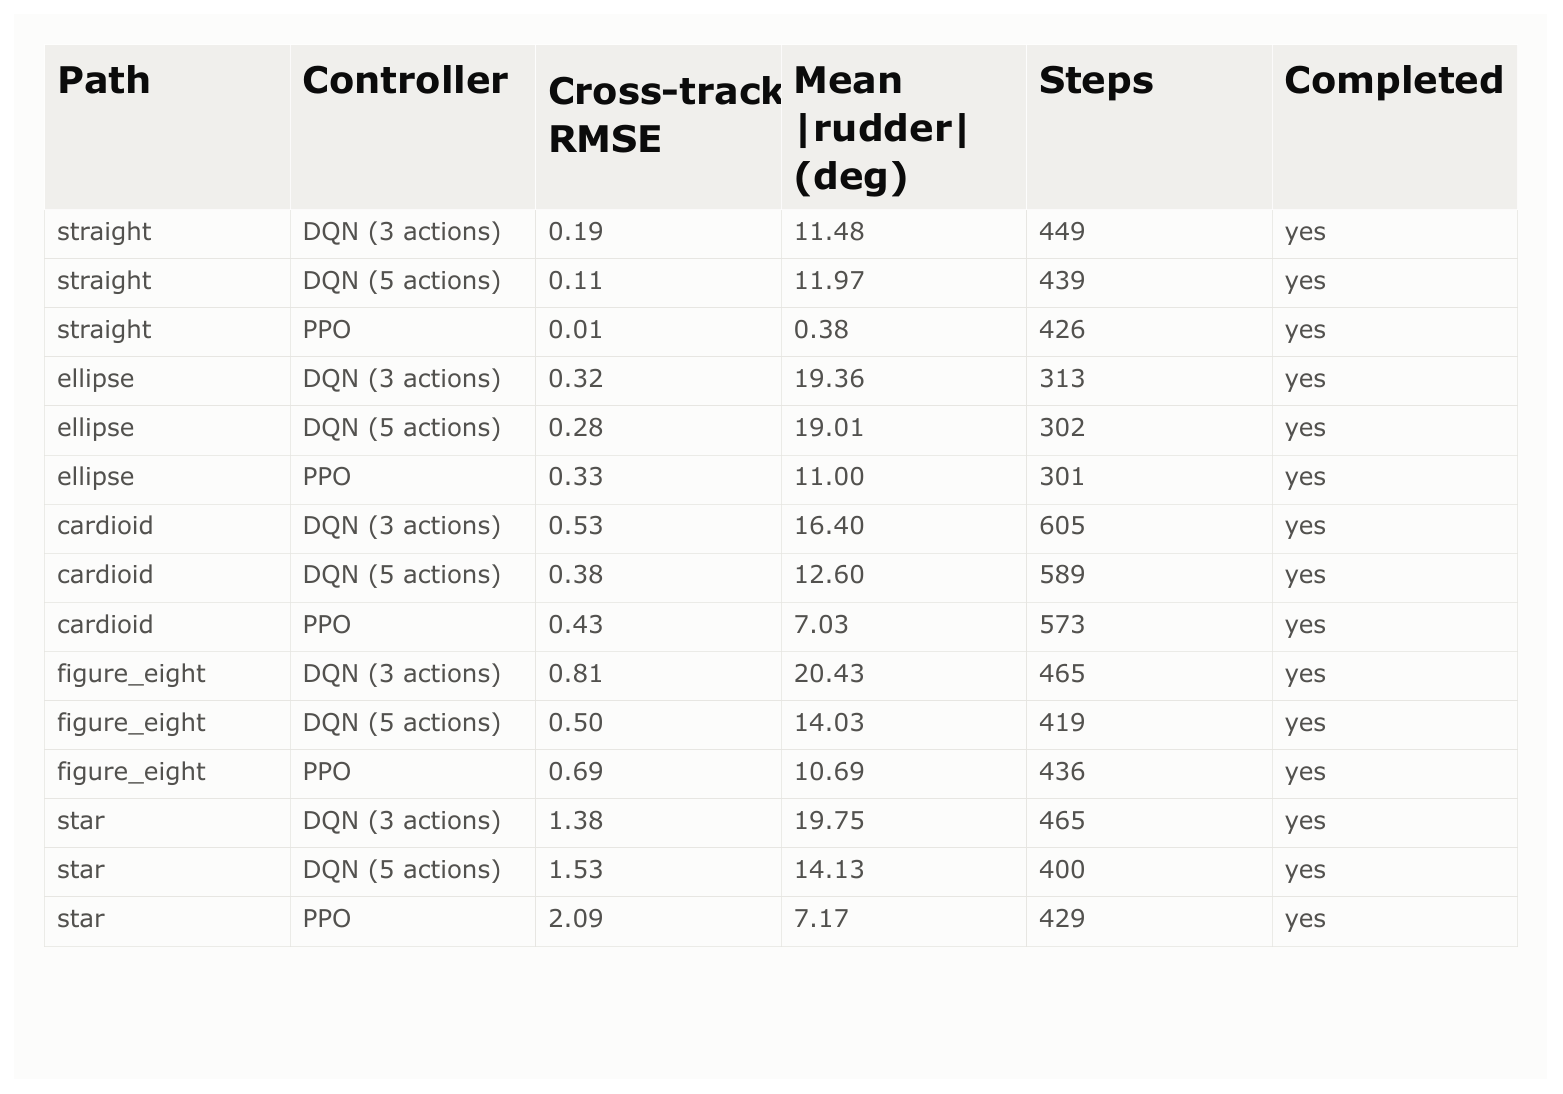 Path Controller Cross-track RMSE Mean |rudder| (deg) Steps Completed
straight DQN (3 actions) 0.19 11.48 449 yes
straight DQN (5 actions) 0.11 11.97 439 yes
straight PPO 0.01 0.38 426 yes
ellipse DQN (3 actions) 0.32 19.36 313 yes
ellipse DQN (5 actions) 0.28 19.01 302 yes
ellipse PPO 0.33 11.00 301 yes
cardioid DQN (3 actions) 0.53 16.40 605 yes
cardioid DQN (5 actions) 0.38 12.60 589 yes
cardioid PPO 0.43 7.03 573 yes
figure_eight DQN (3 actions) 0.81 20.43 465 yes
figure_eight DQN (5 actions) 0.50 14.03 419 yes
figure_eight PPO 0.69 10.69 436 yes
star DQN (3 actions) 1.38 19.75 465 yes
star DQN (5 actions) 1.53 14.13 400 yes
star PPO 2.09 7.17 429 yes